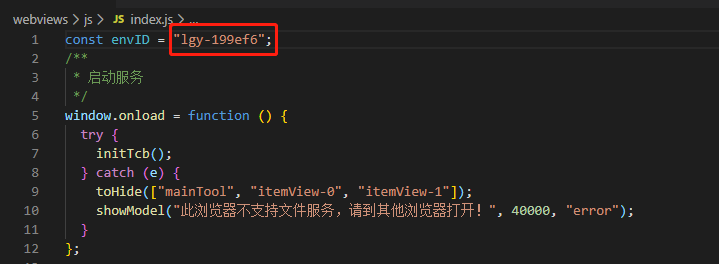 webviews > js > JS index.js > ...
1 const envID = "lgy-199ef6";
2 /**
3  * 启动服务
4  */
5 window.onload = function () {
6   try {
7     initTcb();
8   } catch (e) {
9     toHide(["mainTool", "itemView-0", "itemView-1"]);
10     showModel("此浏览器不支持文件服务，请到其他浏览器打开！", 40000, "error");
11   }
12 };